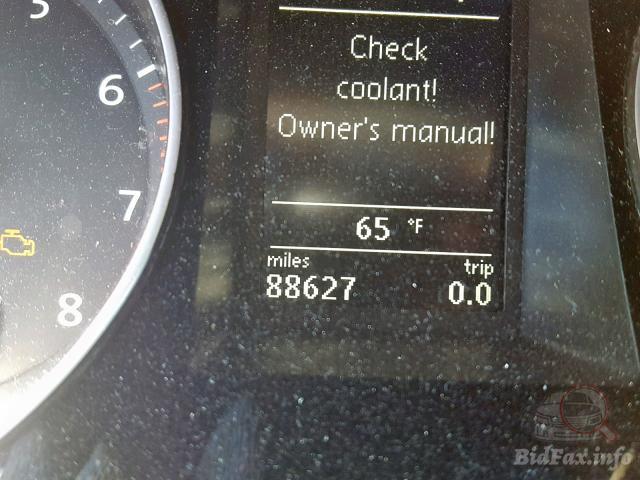 5
6
7
8
Check
coolant!
Owner's manual!
65 °F
miles trip
88627 0.0
BidFax.info